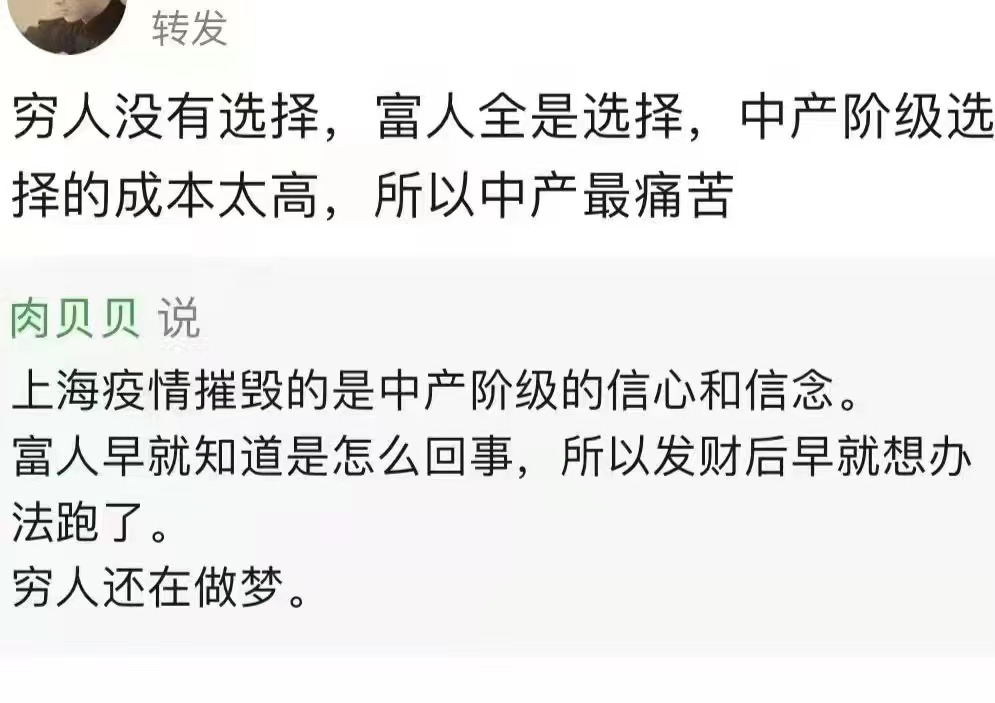 转发
穷人没有选择，富人全是选择，中产阶级选
择的成本太高，所以中产最痛苦
肉贝贝 说
上海疫情摧毁的是中产阶级的信心和信念。
富人早就知道是怎么回事，所以发财后早就想办
法跑了。
穷人还在做梦。